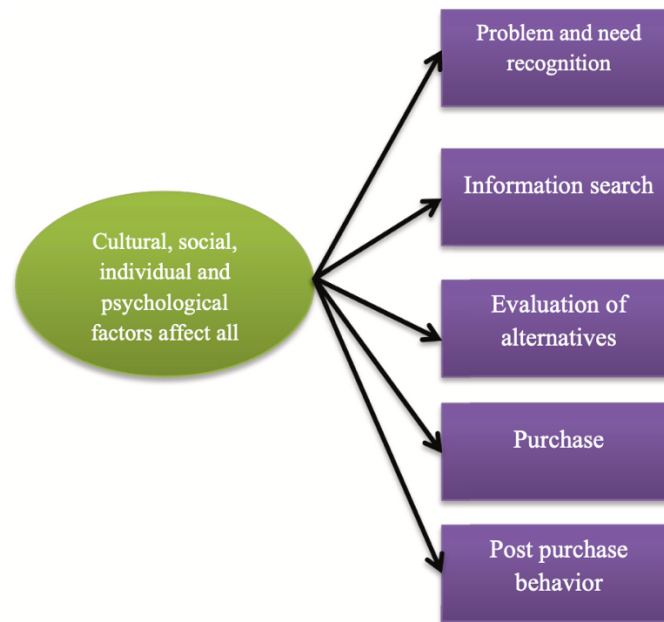 Problem and need
recognition
Information search
Cultural, social,
individual and
psychological
factors affect all
Evaluation of
alternatives
Purchase
Post purchase
behavior